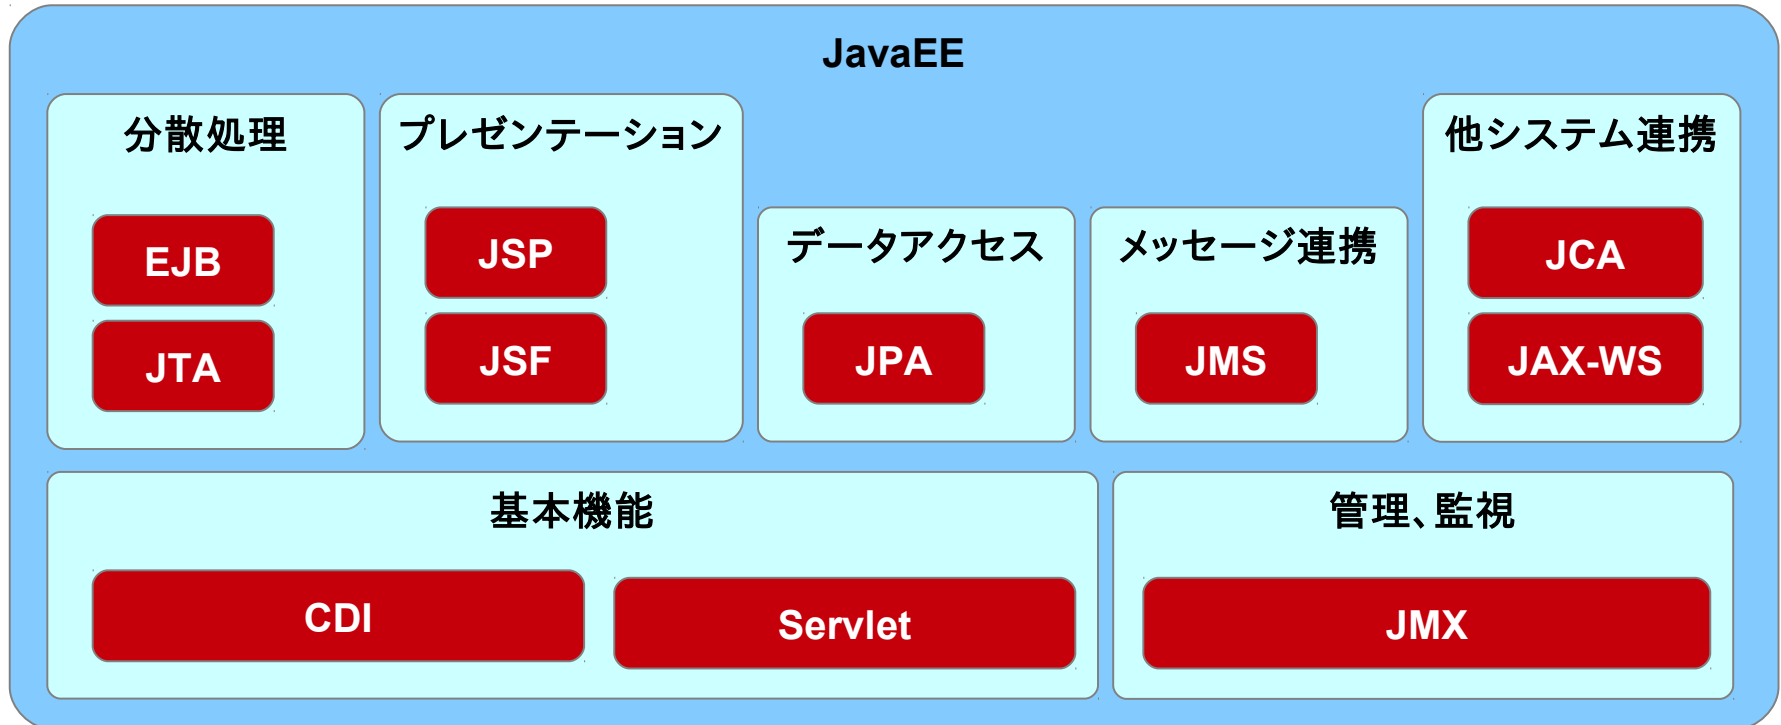 JavaEE
分散処理
EJB
JTA
プレゼンテーション
JSP
JSF
データアクセス
JPA
メッセージ連携
JMS
他システム連携
JCA
JAX-WS
基本機能
CDI
Servlet
管理、監視
JMX